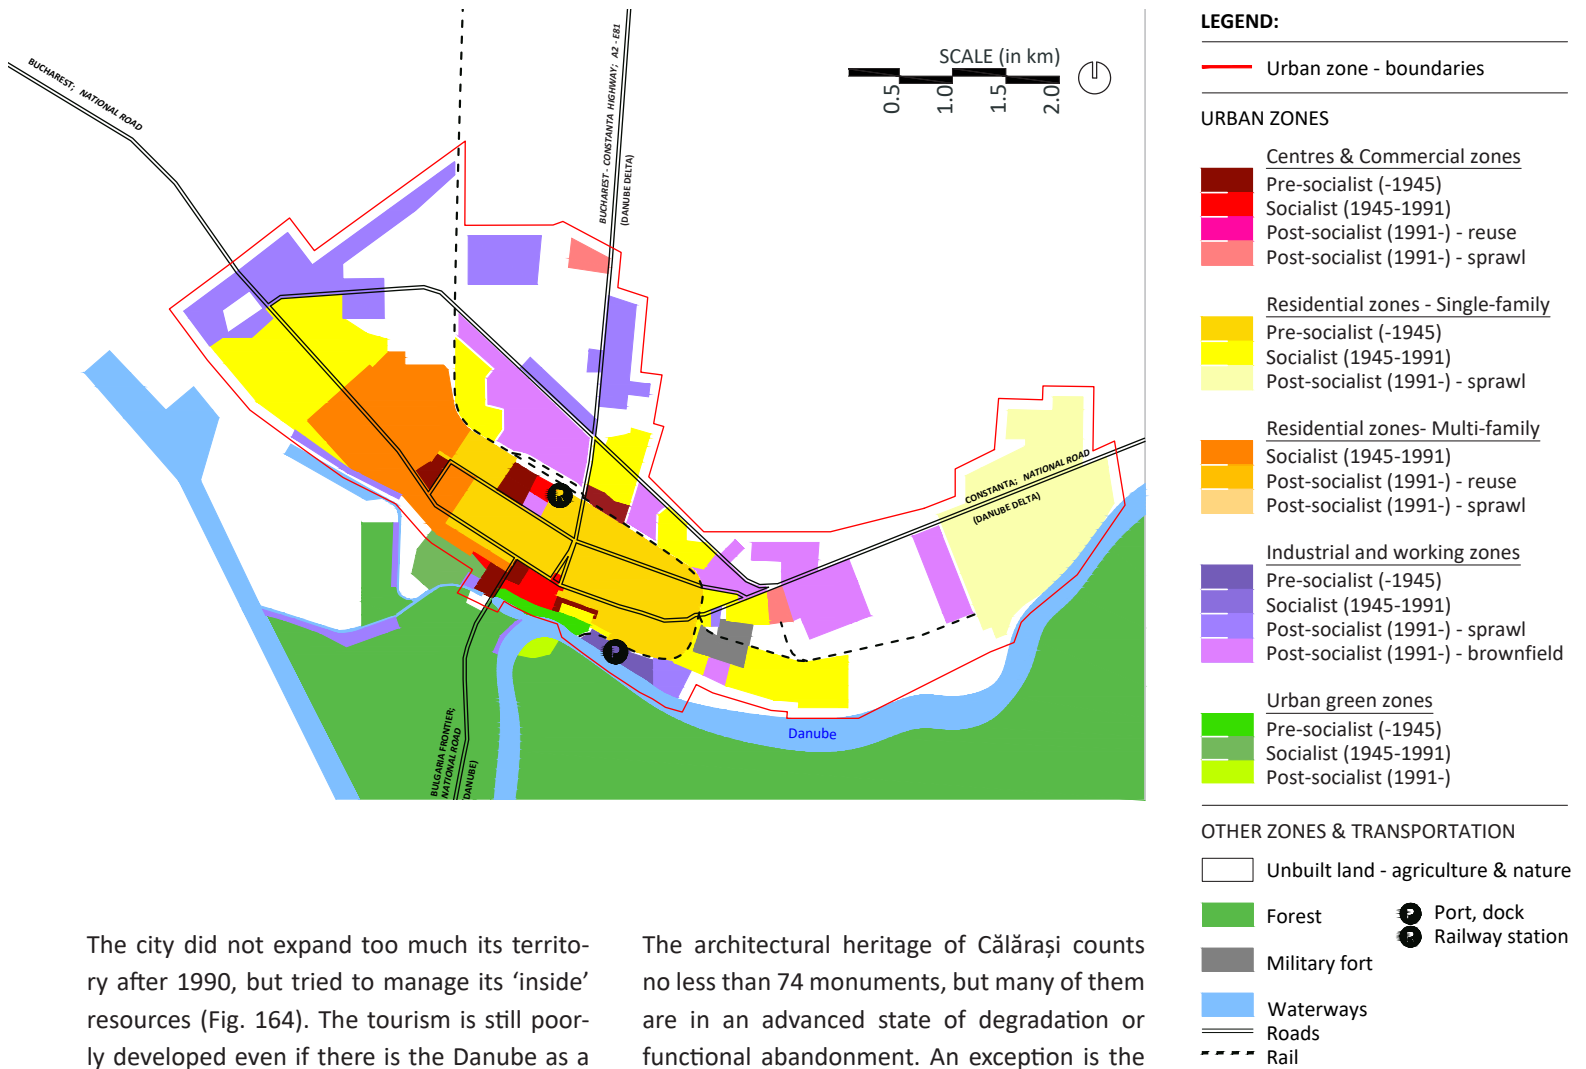 BUCHAREST; NATIONAL ROAD
BUCHAREST - CONSTANTA HIGHWAY; A2 - E81
(DANUBE DELTA)
SCALE (in km)
0.5
1.0
1.5
2.0
CONSTANTA; NATIONAL ROAD
(DANUBE DELTA)
R
P
Danube
BULGARIA FRONTIER;
NATIONAL ROAD
(DANUBE)
LEGEND:
Urban zone - boundaries
URBAN ZONES
Centres & Commercial zones
Pre-socialist (-1945)
Socialist (1945-1991)
Post-socialist (1991-) - reuse
Post-socialist (1991-) - sprawl
Residential zones - Single-family
Pre-socialist (-1945)
Socialist (1945-1991)
Post-socialist (1991-) - sprawl
Residential zones- Multi-family
Socialist (1945-1991)
Post-socialist (1991-) - reuse
Post-socialist (1991-) - sprawl
Industrial and working zones
Pre-socialist (-1945)
Socialist (1945-1991)
Post-socialist (1991-) - sprawl
Post-socialist (1991-) - brownfield
Urban green zones
Pre-socialist (-1945)
Socialist (1945-1991)
Post-socialist (1991-)
OTHER ZONES & TRANSPORTATION
Unbuilt land - agriculture & nature
Forest
P Port, dock
R Railway station
Military fort
Waterways
Roads
Rail
The city did not expand too much its territo-
ry after 1990, but tried to manage its ‘inside’
resources (Fig. 164). The tourism is still poor-
ly developed even if there is the Danube as a
The architectural heritage of Călărași counts
no less than 74 monuments, but many of them
are in an advanced state of degradation or
functional abandonment. An exception is the